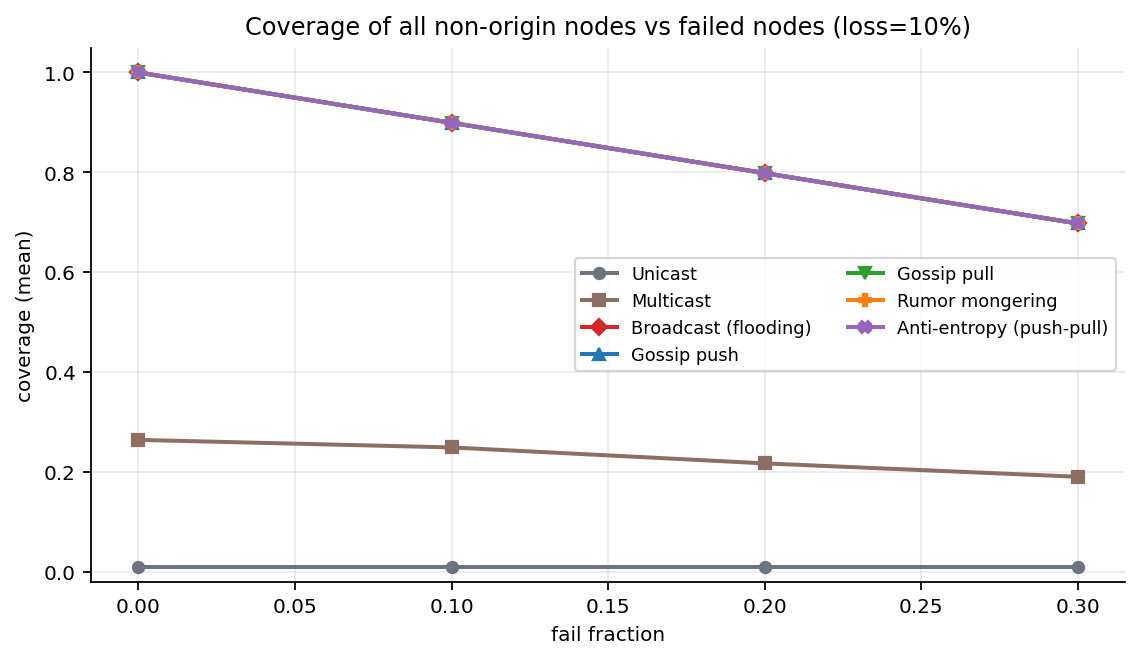 Coverage of all non-origin nodes vs failed nodes (loss=10%)
coverage (mean)
1.0
0.8
0.6
0.4
0.2
0.0
Unicast
Multicast
Broadcast (flooding)
Gossip push
Gossip pull
Rumor mongering
Anti-entropy (push-pull)
0.00 0.05 0.10 0.15 0.20 0.25 0.30
fail fraction